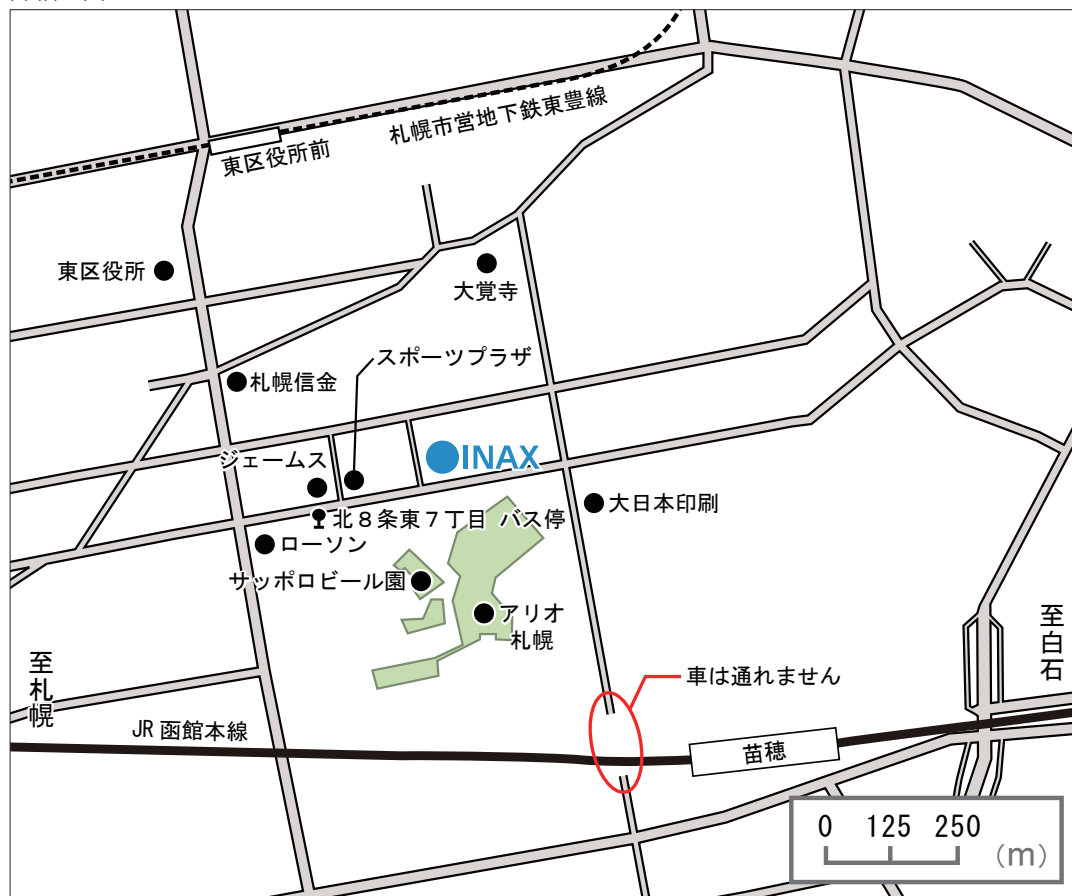 札幌市営地下鉄東豊線
東区役所前
東区役所
大覚寺
スポーツプラザ
札幌信金
ジェームス
INAX
大日本印刷
北8条東7丁目 バス停
ローソン
サッポロビール園
アリオ
札幌
至札幌
至白石
車は通れません
JR 函館本線
苗穂
0 125 250
(m)